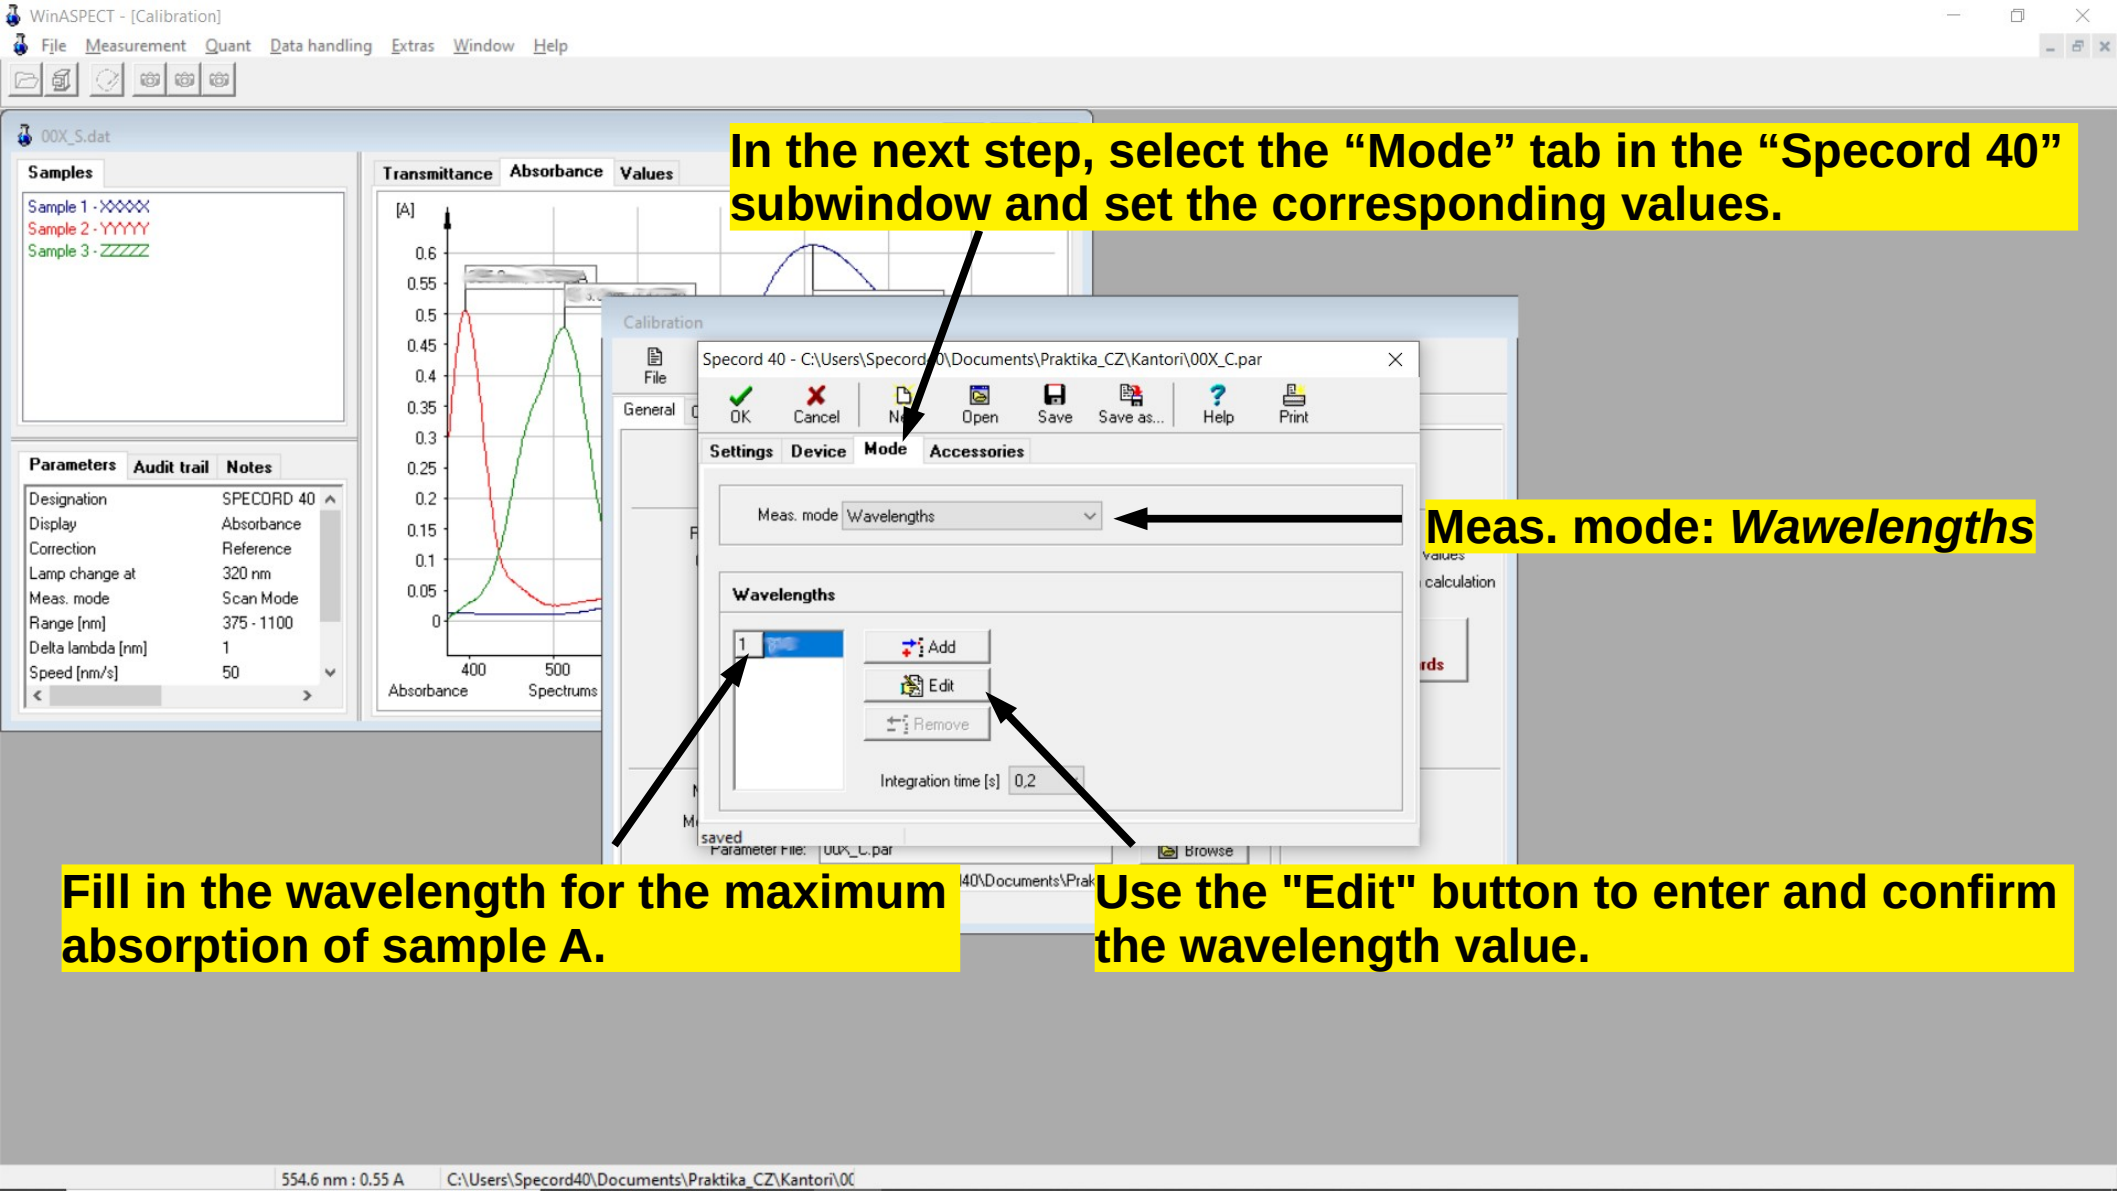 WinASPECT - [Calibration]
File Measurement Quant Data handling Extras Window Help
00X_S.dat
In the next step, select the “Mode” tab in the “Specord 40”
subwindow and set the corresponding values.
Samples
Sample 1 - XXXXX
Sample 2 - YYYYY
Sample 3 - ZZZZZ
Transmittance Absorbance Values
[A]
0.6
0.55
0.5
0.45
0.4
0.35
0.3
0.25
0.2
0.15
0.1
0.05
0
400 500
Absorbance Spectrums
Parameters Audit trail Notes
Designation SPECORD 40
Display Absorbance
Correction Reference
Lamp change at 320 nm
Meas. mode Scan Mode
Range [nm] 375 - 1100
Delta lambda [nm] 1
Speed [nm/s] 50
Calibration
File
General
Specord 40 - C:\Users\Specord40\Documents\Praktika_CZ\Kantori\00X_C.par
OK Cancel New Open Save Save as... Help Print
Settings Device Mode Accessories
Meas. mode Wavelengths
Meas. mode: Wawelengths
values
calculation
Wavelengths
1
Add
Edit
Remove
rds
Integration time [s] 0,2
saved
Parameter File: 00X_C.par Browse
40\Documents\Prak
Fill in the wavelength for the maximum
absorption of sample A.
Use the "Edit" button to enter and confirm
the wavelength value.
554.6 nm : 0.55 A C:\Users\Specord40\Documents\Praktika_CZ\Kantori\00